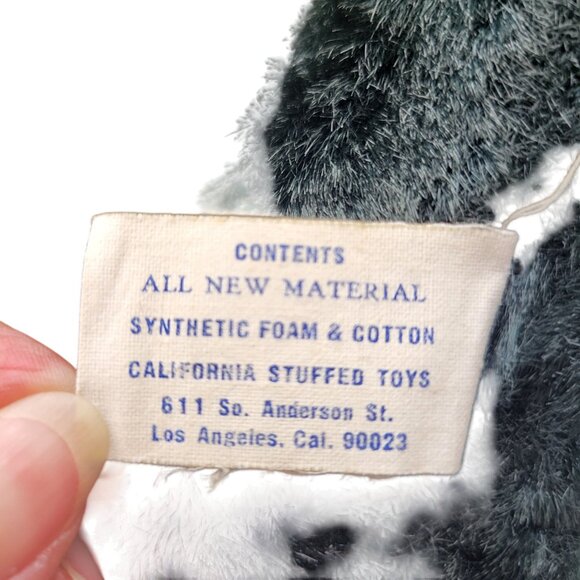 CONTENTS
ALL NEW MATERIAL
SYNTHETIC FOAM & COTTON
CALIFORNIA STUFFED TOYS
611 So. Anderson St.
Los Angeles, Cal. 90023